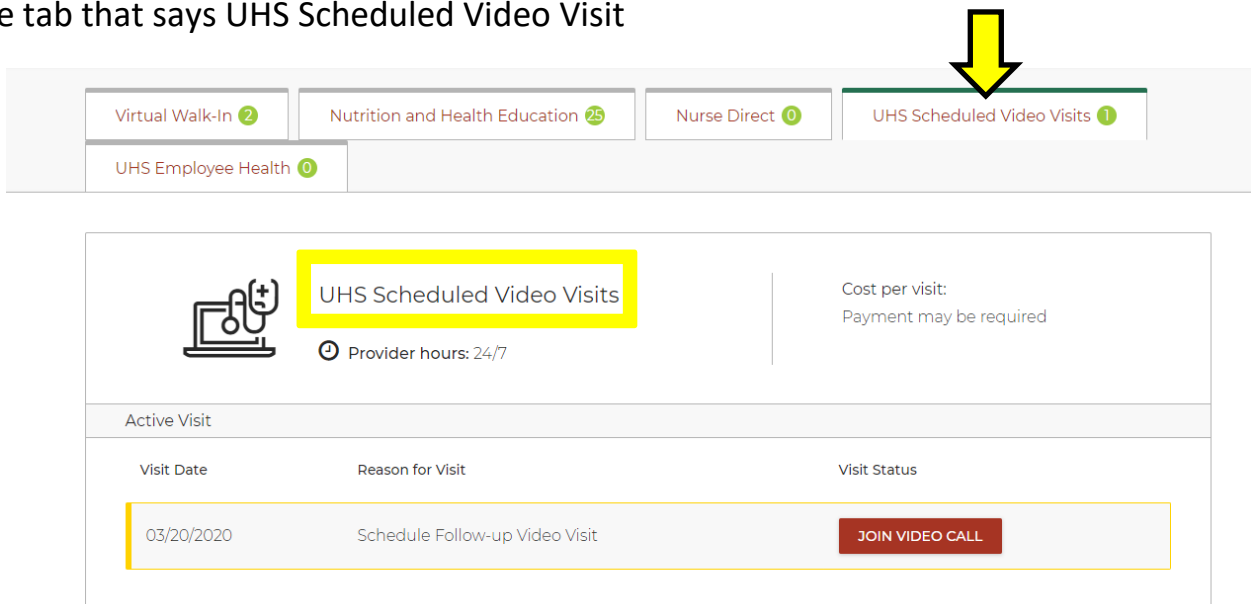 e tab that says UHS Scheduled Video Visit
Virtual Walk-In 2 Nutrition and Health Education 25 Nurse Direct 0 UHS Scheduled Video Visits 1
UHS Employee Health 0
UHS Scheduled Video Visits
Provider hours: 24/7
Cost per visit:
Payment may be required
Active Visit
Visit Date Reason for Visit Visit Status
03/20/2020 Schedule Follow-up Video Visit JOIN VIDEO CALL